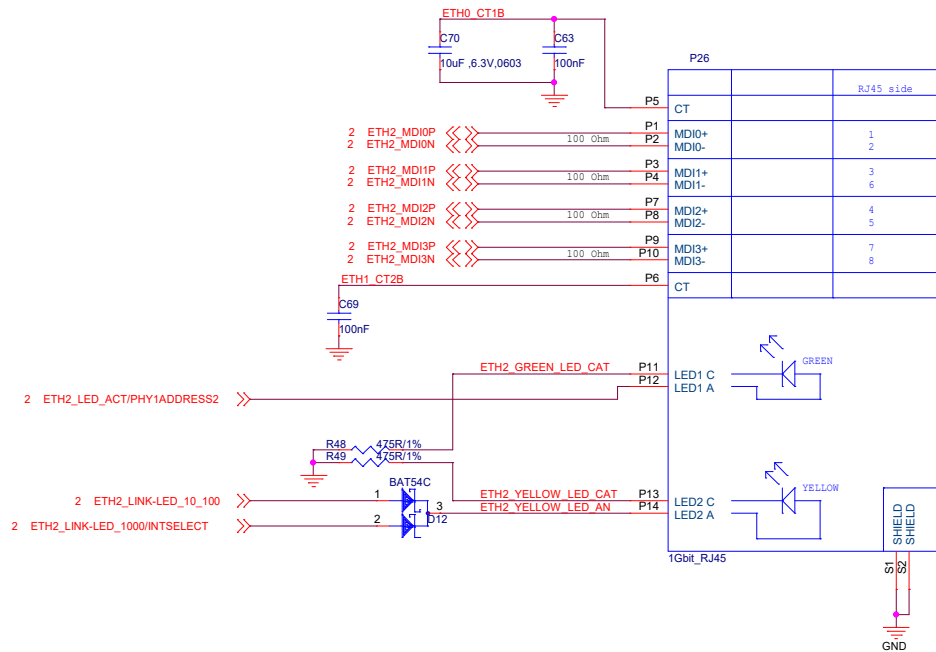 ETH0_CT1B
C70
C63
10uF ,6.3V,0603
100nF
P26
RJ45 side
P5
CT
P1
2 ETH2_MDI0P
MDI0+
1
100 Ohm
P2
2 ETH2_MDI0N
MDI0-
2
P3
2 ETH2_MDI1P
MDI1+
3
100 Ohm
P4
2 ETH2_MDI1N
MDI1-
6
P7
2 ETH2_MDI2P
MDI2+
4
100 Ohm
P8
2 ETH2_MDI2N
MDI2-
5
P9
2 ETH2_MDI3P
MDI3+
7
100 Ohm
P10
2 ETH2_MDI3N
MDI3-
8
ETH1_CT2B
P6
CT
C69
100nF
GREEN
ETH2_GREEN_LED_CAT
P11
LED1 C
P12
LED1 A
2 ETH2_LED_ACT/PHY1ADDRESS2
R48
475R/1%
R49
475R/1%
BAT54C
YELLOW
1
ETH2_YELLOW_LED_CAT
P13
LED2 C
2 ETH2_LINK-LED_10_100
3
ETH2_YELLOW_LED_AN
P14
LED2 A
2
D12
2 ETH2_LINK-LED_1000/INTSELECT
SHIELD
SHIELD
1Gbit_RJ45
S1
S2
GND